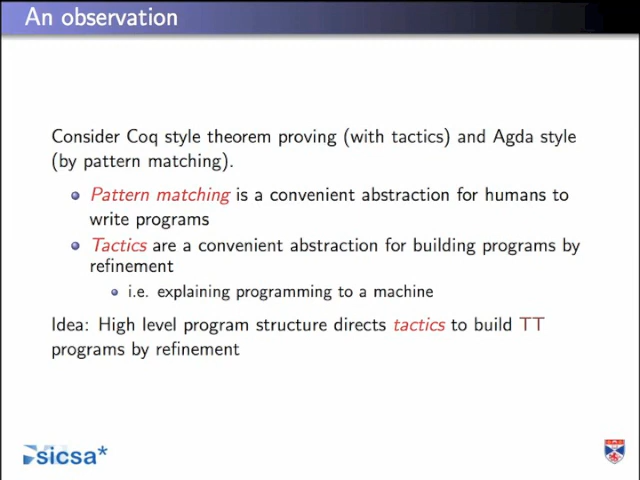 An observation
Consider Coq style theorem proving (with tactics) and Agda style
(by pattern matching).
Pattern matching is a convenient abstraction for humans to
write programs
Tactics are a convenient abstraction for building programs by
refinement
i.e. explaining programming to a machine
Idea: High level program structure directs tactics to build TT
programs by refinement
sicsa*